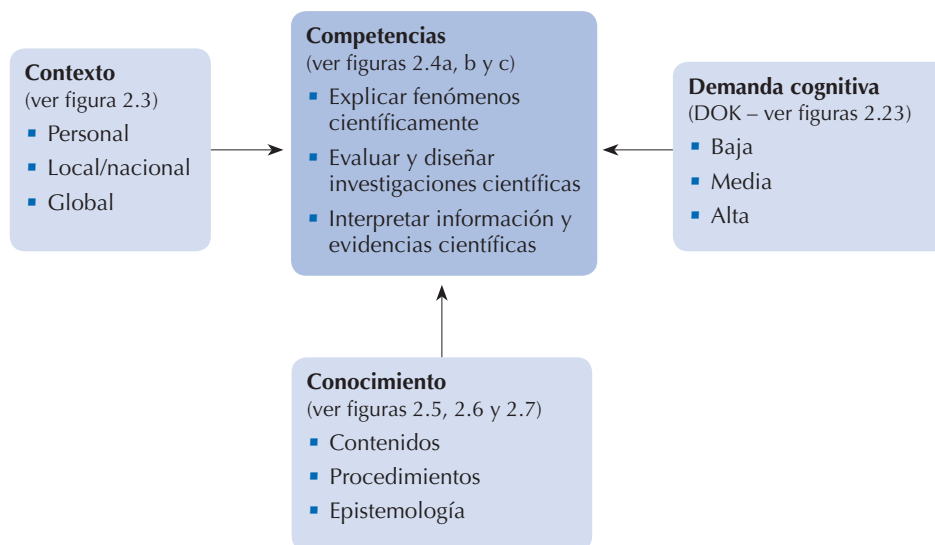 Contexto
(ver figura 2.3)
▪ Personal
▪ Local/nacional
▪ Global
Competencias
(ver figuras 2.4a, b y c)
▪ Explicar fenómenos
científicamente
▪ Evaluar y diseñar
investigaciones científicas
▪ Interpretar información y
evidencias científicas
Demanda cognitiva
(DOK – ver figuras 2.23)
▪ Baja
▪ Media
▪ Alta
Conocimiento
(ver figuras 2.5, 2.6 y 2.7)
▪ Contenidos
▪ Procedimientos
▪ Epistemología